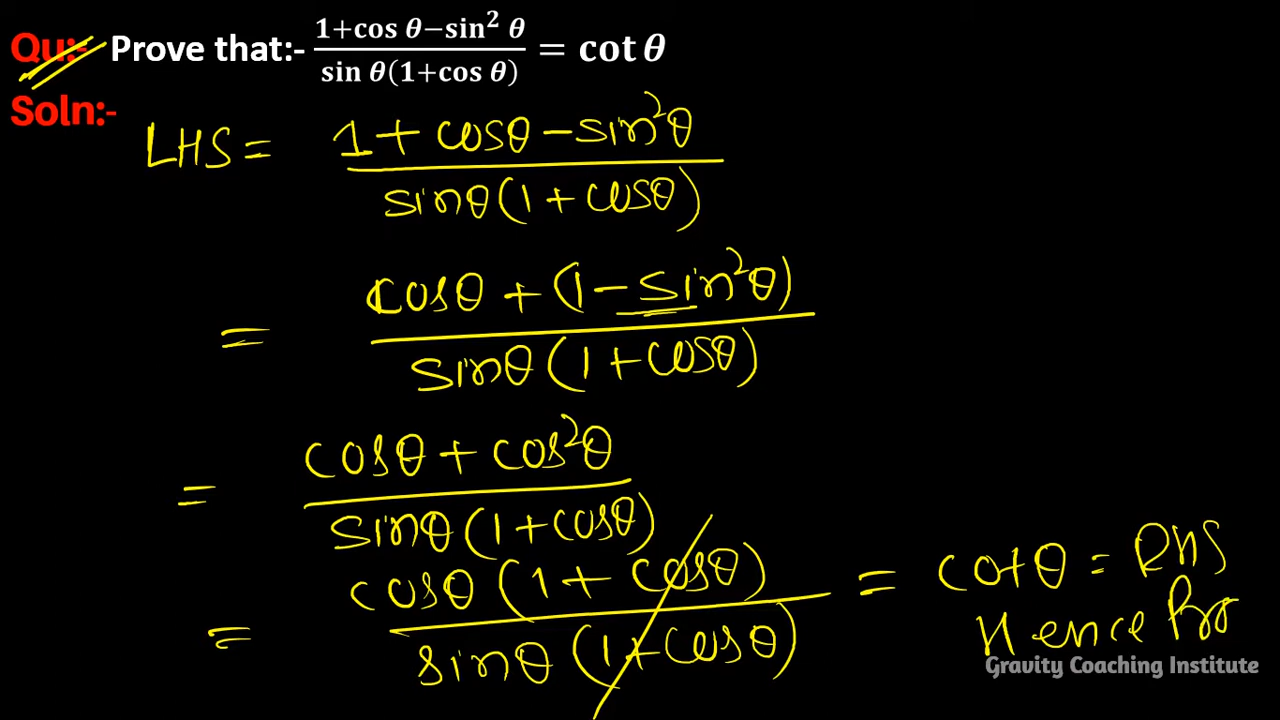 Qu:- Prove that:- (1+cos θ−sin² θ)/(sin θ(1+cos θ)) = cot θ
Soln:-
LHS = (1 + cosθ − sin²θ)/(sinθ(1 + cosθ))
= (cosθ + (1 − sin²θ))/(sinθ(1 + cosθ))
= (cosθ + cos²θ)/(sinθ(1 + cosθ))
= (cosθ(1 + cosθ))/(sinθ(1 + cosθ)) = cotθ = RHS
Hence Pro
Gravity Coaching Institute